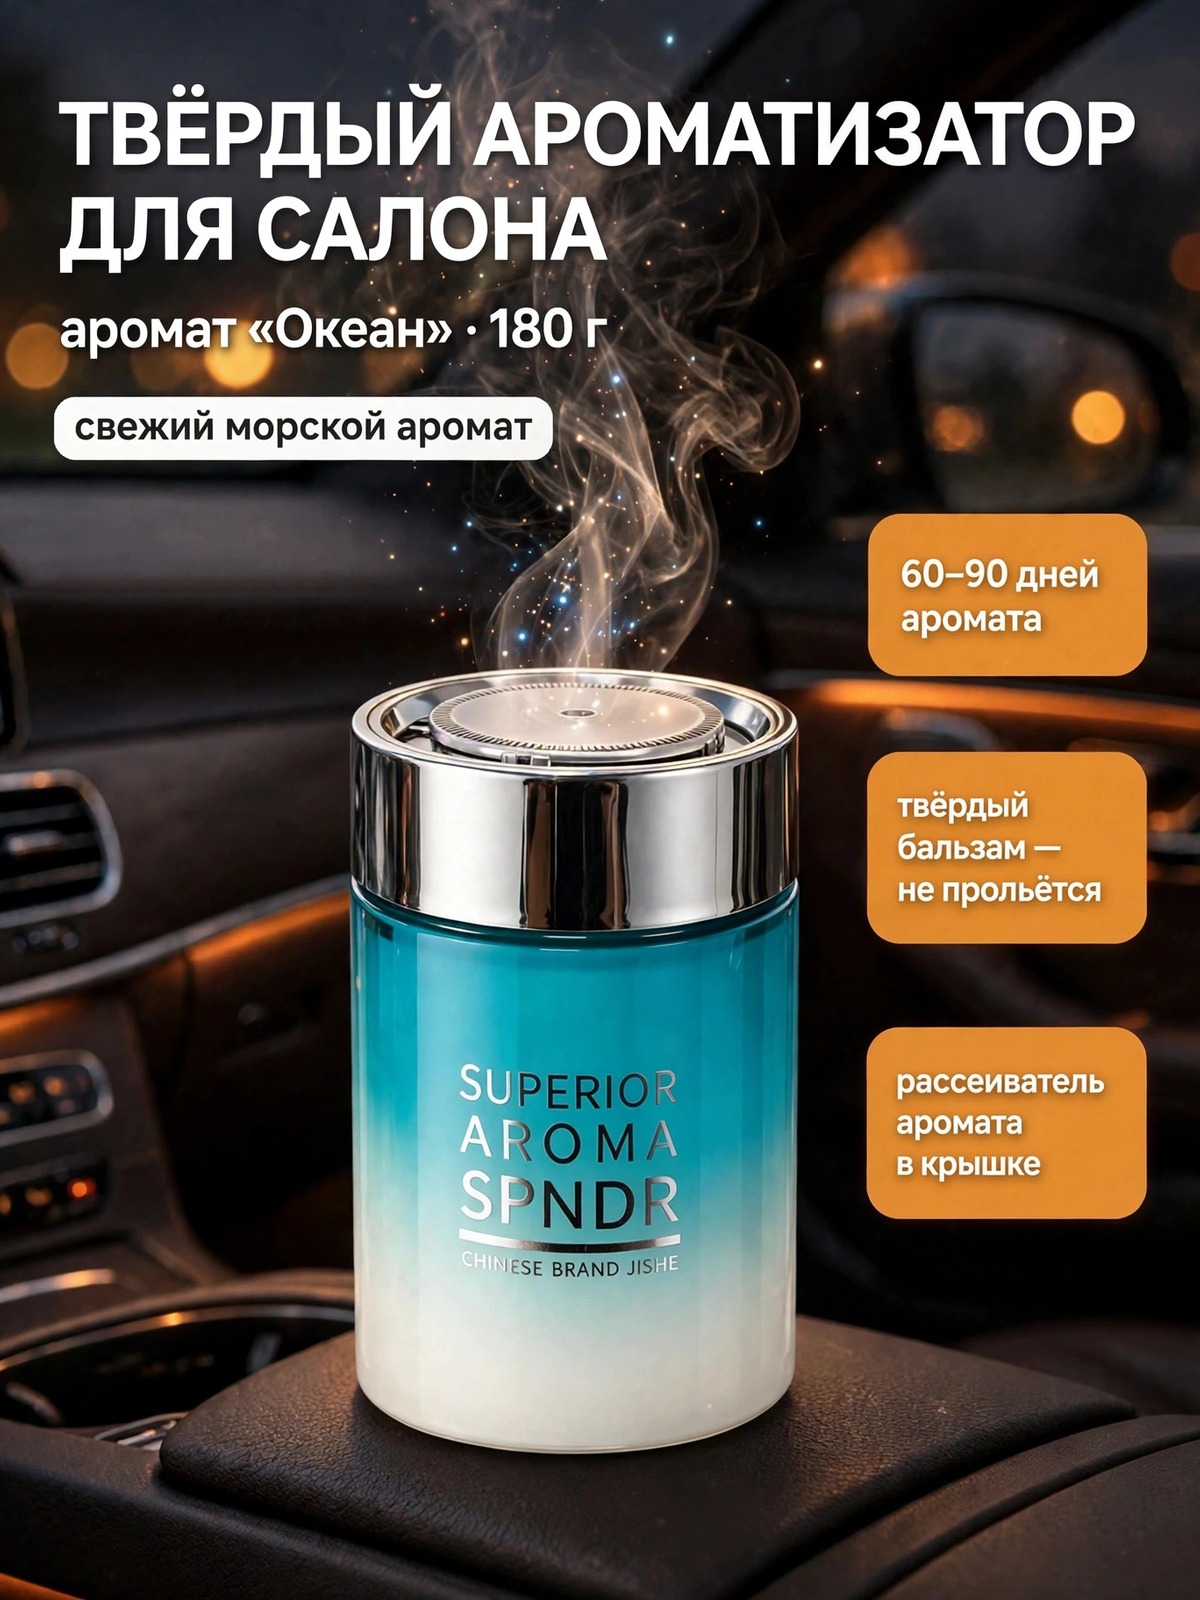 ТВЁРДЫЙ АРОМАТИЗАТОР
ДЛЯ САЛОНА
аромат «Океан» · 180 г
свежий морской аромат
60–90 дней
аромата
твёрдый
бальзам —
не прольётся
рассеиватель
аромата
в крышке
SUPERIOR
AROMA
SPNDR
CHINESE BRAND JISHE